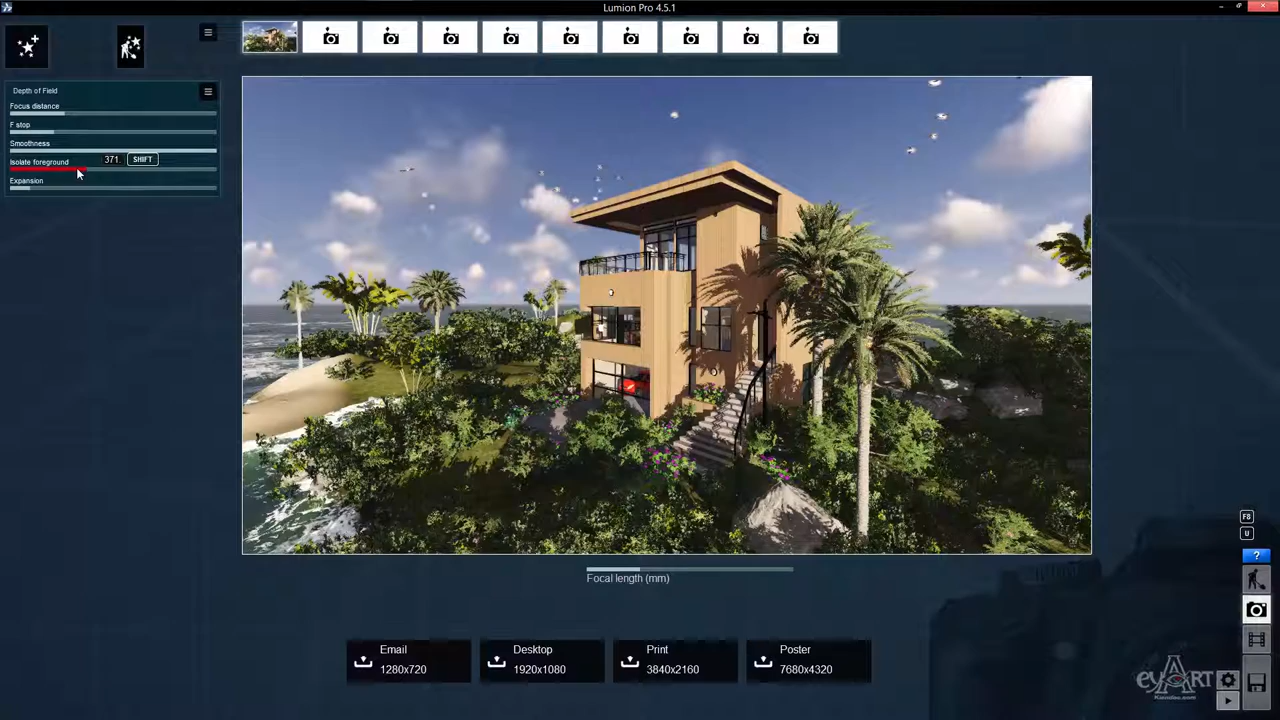 Lumion Pro 4.5.1
Depth of Field
Focus distance
F stop
Smoothness
Isolate foreground 371. SHIFT
Expansion
Focal length (mm)
F8
U
?
Email
1280x720
Desktop
1920x1080
Print
3840x2160
Poster
7680x4320